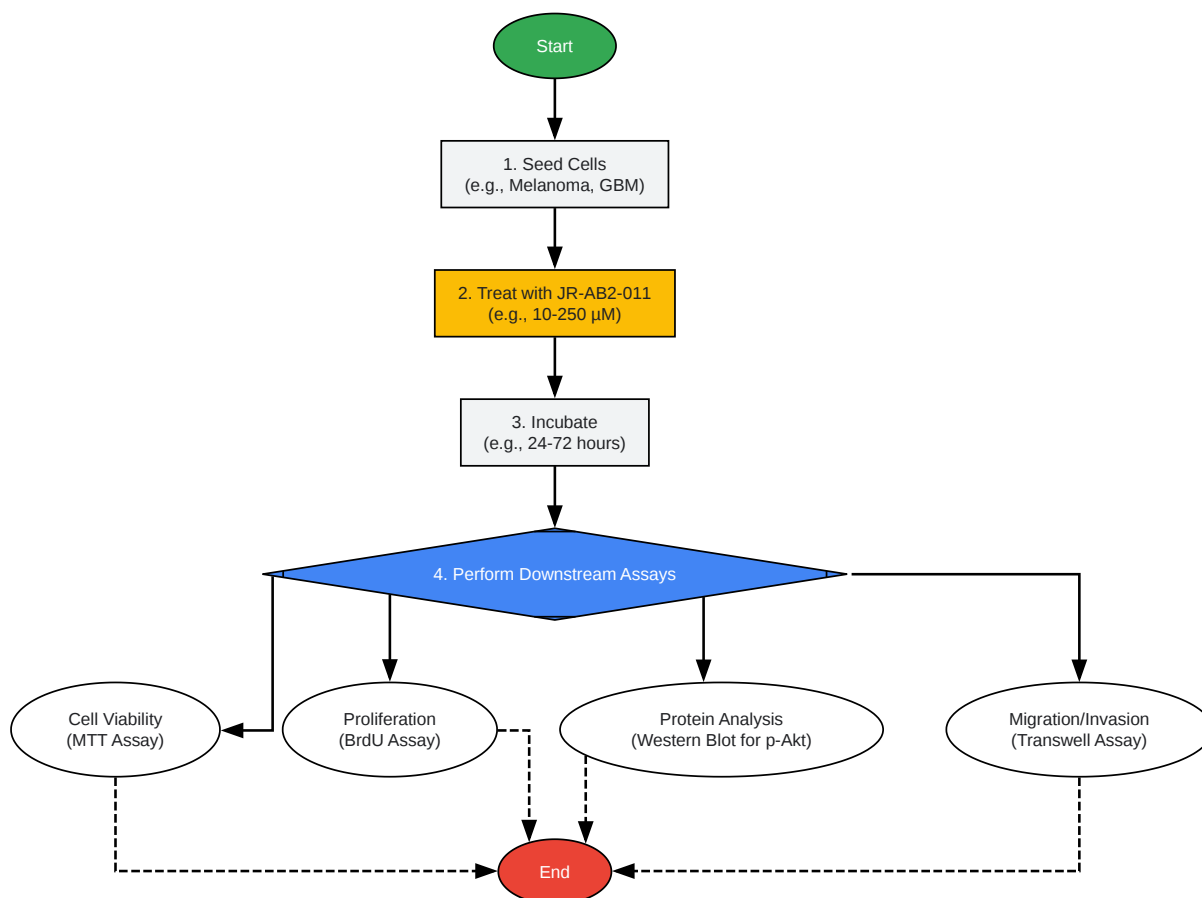 Start
1. Seed Cells
(e.g., Melanoma, GBM)
2. Treat with JR-AB2-011
(e.g., 10-250 µM)
3. Incubate
(e.g., 24-72 hours)
4. Perform Downstream Assays
Cell Viability
(MTT Assay)
Proliferation
(BrdU Assay)
Protein Analysis
(Western Blot for p-Akt)
Migration/Invasion
(Transwell Assay)
End